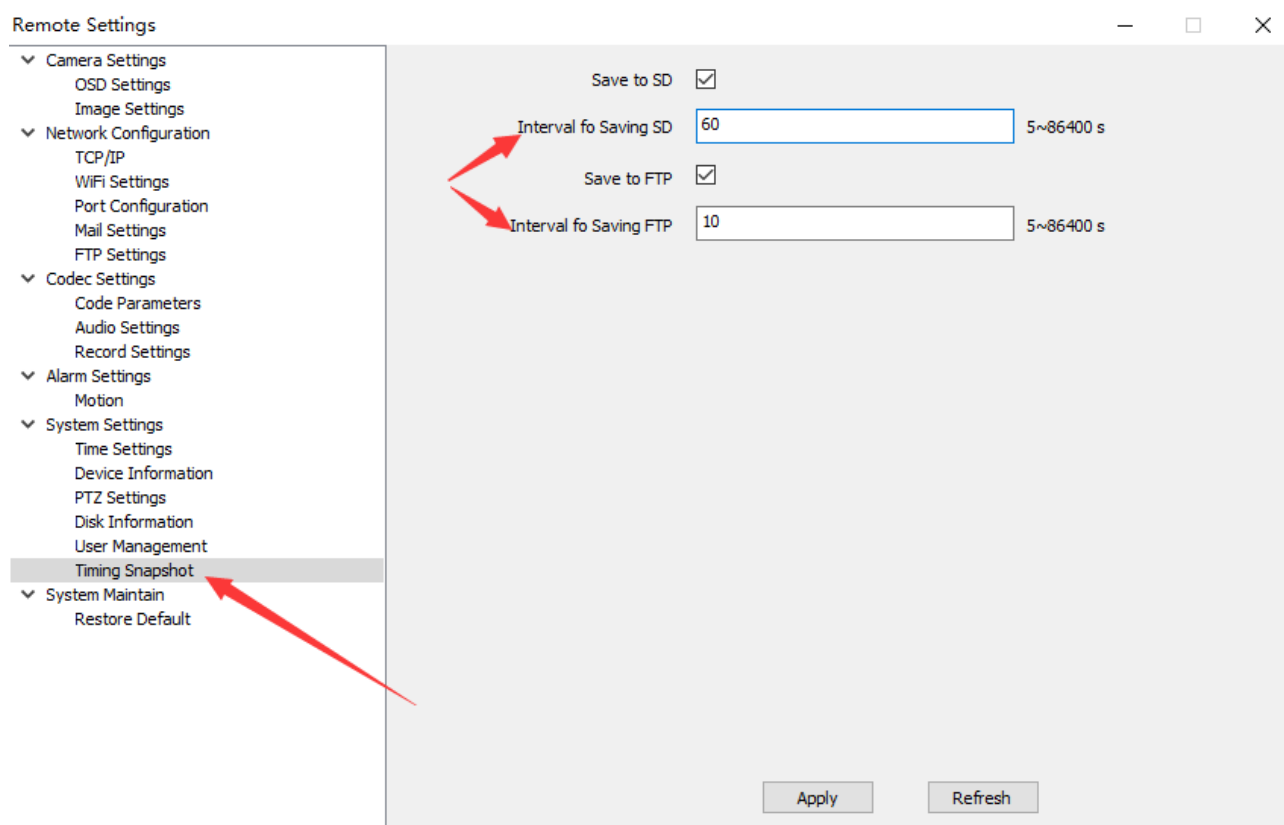 Remote Settings
Camera Settings
OSD Settings
Image Settings
Network Configuration
TCP/IP
WiFi Settings
Port Configuration
Mail Settings
FTP Settings
Codec Settings
Code Parameters
Audio Settings
Record Settings
Alarm Settings
Motion
System Settings
Time Settings
Device Information
PTZ Settings
Disk Information
User Management
Timing Snapshot
System Maintain
Restore Default
Save to SD
Interval fo Saving SD 60 5~86400 s
Save to FTP
Interval fo Saving FTP 10 5~86400 s
Apply Refresh